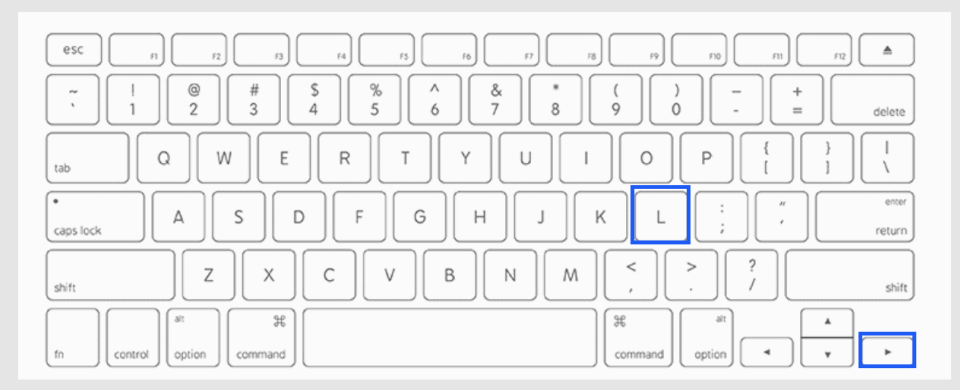 esc F1 F2 F3 F4 F5 F6 F7 F8 F9 F10 F11 F12 ⏏
~ ! @ # $ % ^ & * ( ) — +
` 1 2 3 4 5 6 7 8 9 0 - = delete
tab Q W E R T Y U I O P { } |
[ ] \
• enter
caps lock A S D F G H J K L : “
; ‘ return
shift Z X C V B N M < > ? shift
, . /
alt ⌘ ⌘ alt ▲
fn control option command command option ◄ ▼ ►